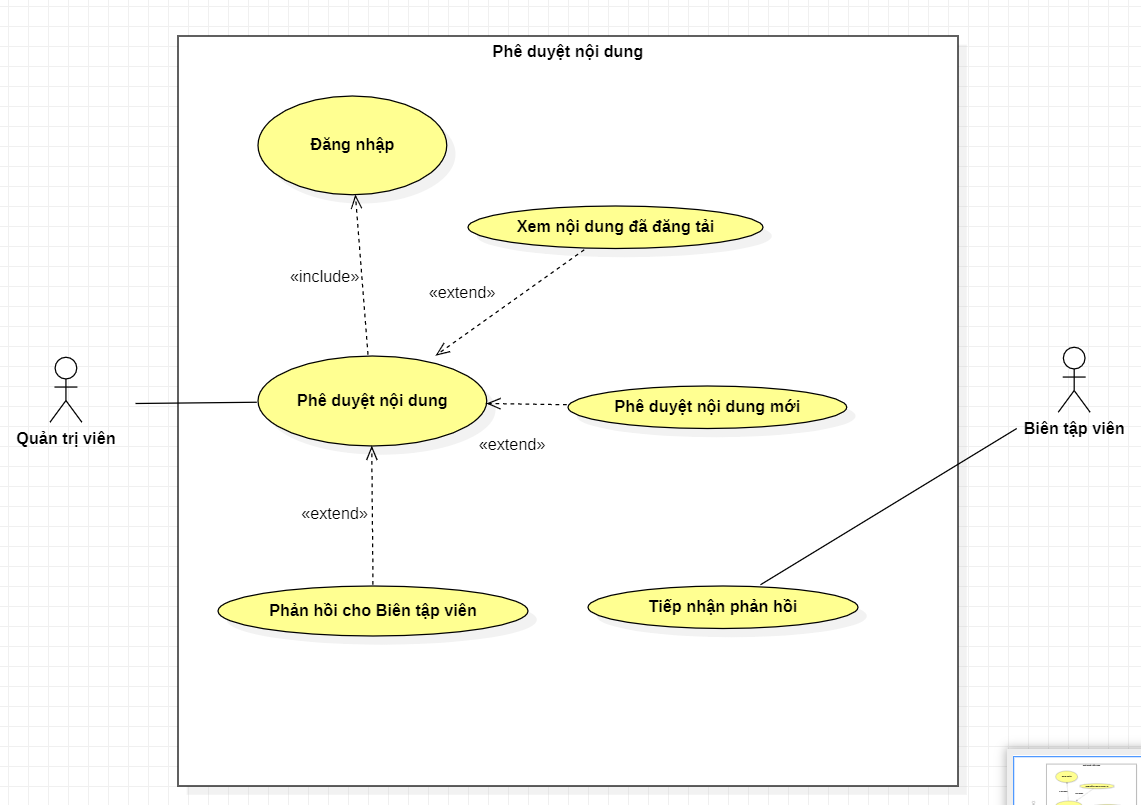 Phê duyệt nội dung
Đăng nhập
Xem nội dung đã đăng tải
«include»
«extend»
Phê duyệt nội dung
Phê duyệt nội dung mới
Quản trị viên
Biên tập viên
«extend»
«extend»
Phản hồi cho Biên tập viên
Tiếp nhận phản hồi